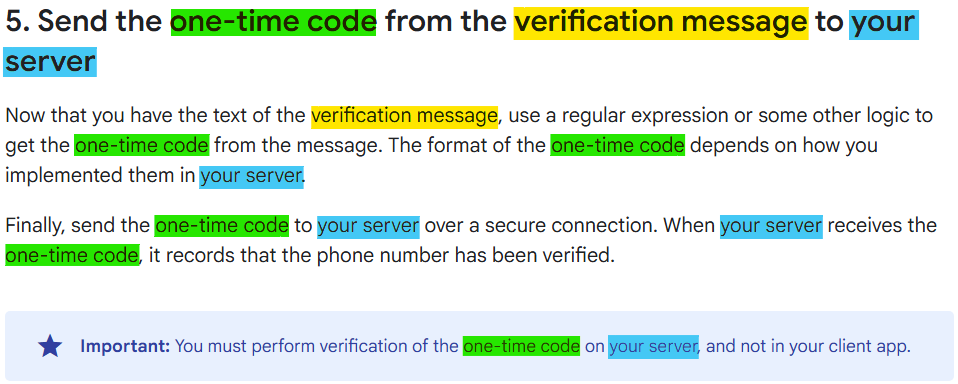 5. Send the one-time code from the verification message to your
server
Now that you have the text of the verification message, use a regular expression or some other logic to
get the one-time code from the message. The format of the one-time code depends on how you
implemented them in your server.
Finally, send the one-time code to your server over a secure connection. When your server receives the
one-time code, it records that the phone number has been verified.
Important: You must perform verification of the one-time code on your server, and not in your client app.